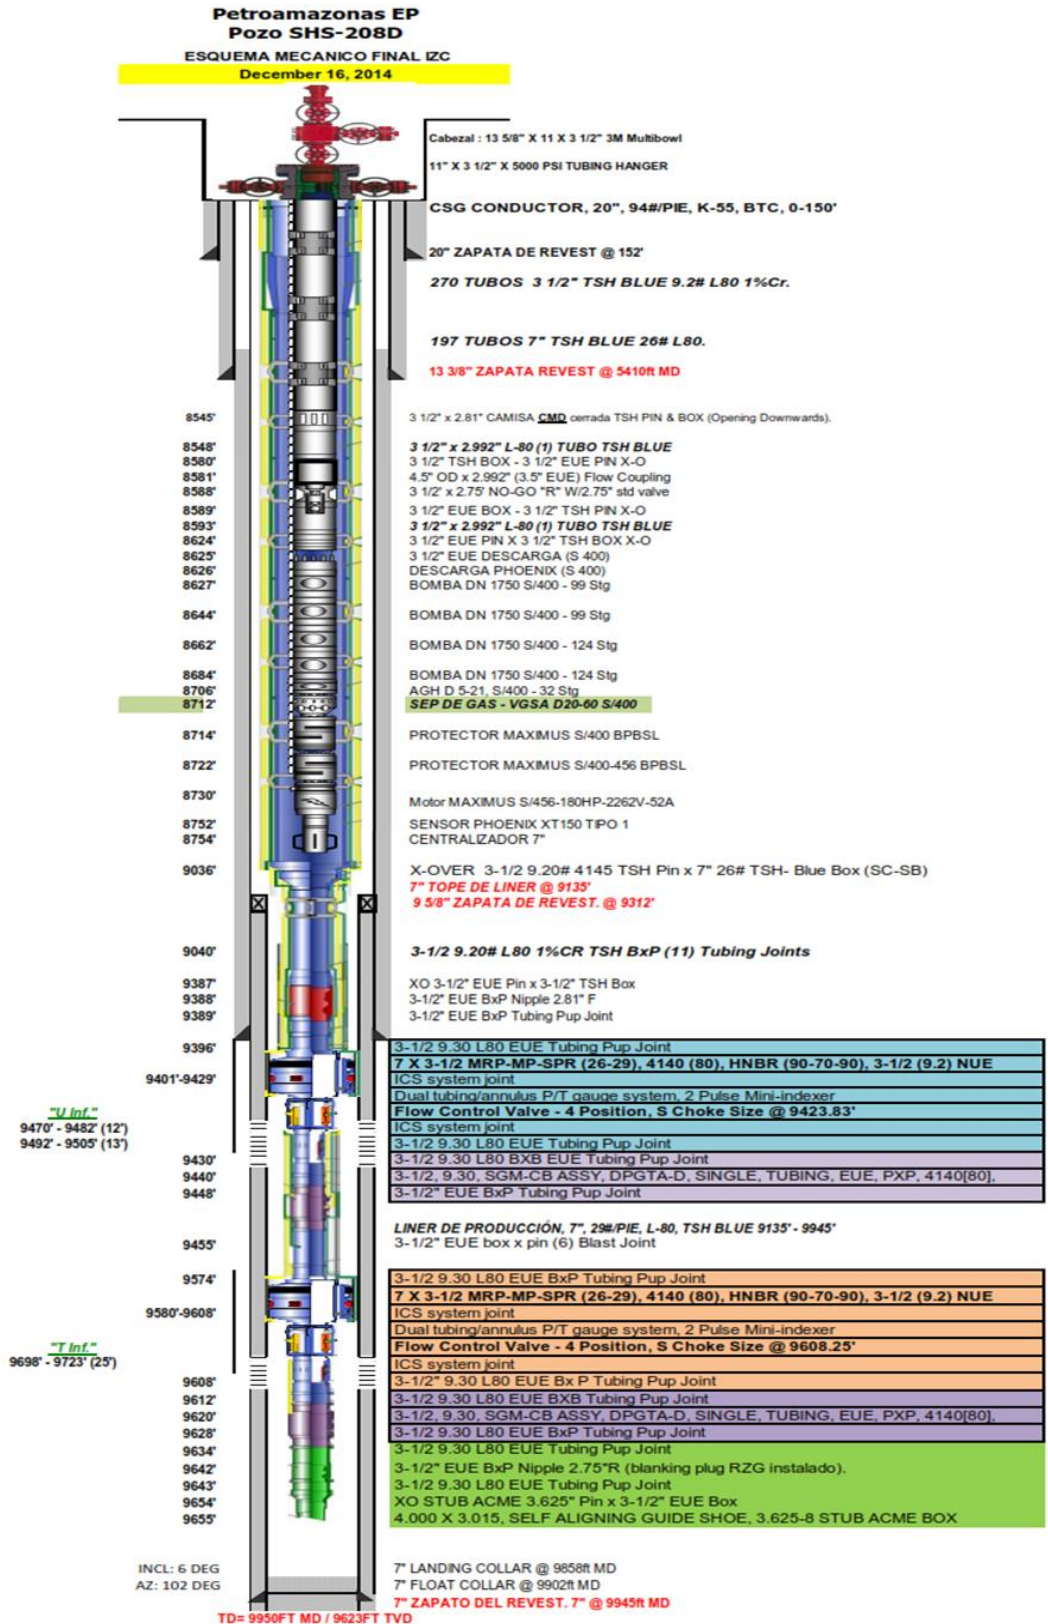 Petroamazonas EP
Pozo SHS-208D
ESQUEMA MECANICO FINAL IZC
December 16, 2014
Cabezal : 13 5/8" X 11 X 3 1/2" 3M Multibowl
11" X 3 1/2" X 5000 PSI TUBING HANGER
CSG CONDUCTOR, 20", 94#/PIE, K-55, BTC, 0-150'
20" ZAPATA DE REVEST @ 152'
270 TUBOS 3 1/2" TSH BLUE 9.2# L80 1%Cr.
197 TUBOS 7" TSH BLUE 26# L80.
13 3/8" ZAPATA REVEST @ 5410ft MD
8545' 3 1/2" x 2.81" CAMISA CMD cerrada TSH PIN & BOX (Opening Downwards).
8548' 3 1/2" x 2.992" L-80 (1) TUBO TSH BLUE
8580' 3 1/2" TSH BOX - 3 1/2" EUE PIN X-O
8581' 4.5" OD x 2.992" (3.5" EUE) Flow Coupling
8588' 3 1/2' x 2.75' NO-GO "R" W/2.75" std valve
8589' 3 1/2" EUE BOX - 3 1/2" TSH PIN X-O
8593' 3 1/2" x 2.992" L-80 (1) TUBO TSH BLUE
8624' 3 1/2" EUE PIN X 3 1/2" TSH BOX X-O
8625' 3 1/2" EUE DESCARGA (S 400)
8626' DESCARGA PHOENIX (S 400)
8627' BOMBA DN 1750 S/400 - 99 Stg
8644' BOMBA DN 1750 S/400 - 99 Stg
8662' BOMBA DN 1750 S/400 - 124 Stg
8684' BOMBA DN 1750 S/400 - 124 Stg
8706' AGH D 5-21, S/400 - 32 Stg
8712' SEP DE GAS - VGSA D20-60 S/400
8714' PROTECTOR MAXIMUS S/400 BPBSL
8722' PROTECTOR MAXIMUS S/400-456 BPBSL
8730' Motor MAXIMUS S/456-180HP-2262V-52A
8752' SENSOR PHOENIX XT150 TIPO 1
8754' CENTRALIZADOR 7"
9036' X-OVER 3-1/2 9.20# 4145 TSH Pin x 7" 26# TSH- Blue Box (SC-SB)
7" TOPE DE LINER @ 9135'
9 5/8" ZAPATA DE REVEST. @ 9312'
9040' 3-1/2 9.20# L80 1%CR TSH BxP (11) Tubing Joints
9387' XO 3-1/2" EUE Pin x 3-1/2" TSH Box
9388' 3-1/2" EUE BxP Nipple 2.81" F
9389' 3-1/2" EUE BxP Tubing Pup Joint
9396' 3-1/2 9.30 L80 EUE Tubing Pup Joint
7 X 3-1/2 MRP-MP-SPR (26-29), 4140 (80), HNBR (90-70-90), 3-1/2 (9.2) NUE
9401'-9429' ICS system joint
Dual tubing/annulus P/T gauge system, 2 Pulse Mini-indexer
"U Inf."
Flow Control Valve - 4 Position, S Choke Size @ 9423.83'
9470' - 9482' (12') ICS system joint
9492' - 9505' (13') 3-1/2 9.30 L80 EUE Tubing Pup Joint
9430' 3-1/2 9.30 L80 BXB EUE Tubing Pup Joint
9440' 3-1/2, 9.30, SGM-CB ASSY, DPGTA-D, SINGLE, TUBING, EUE, PXP, 4140[80],
9448' 3-1/2" EUE BxP Tubing Pup Joint
LINER DE PRODUCCIÓN, 7", 29#/PIE, L-80, TSH BLUE 9135' - 9945'
9455' 3-1/2" EUE box x pin (6) Blast Joint
9574' 3-1/2 9.30 L80 EUE BxP Tubing Pup Joint
7 X 3-1/2 MRP-MP-SPR (26-29), 4140 (80), HNBR (90-70-90), 3-1/2 (9.2) NUE
9580'-9608' ICS system joint
Dual tubing/annulus P/T gauge system, 2 Pulse Mini-indexer
"T Inf." Flow Control Valve - 4 Position, S Choke Size @ 9608.25'
9698' - 9723' (25') ICS system joint
9608' 3-1/2" 9.30 L80 EUE Bx P Tubing Pup Joint
9612' 3-1/2 9.30 L80 EUE BXB Tubing Pup Joint
9620' 3-1/2, 9.30, SGM-CB ASSY, DPGTA-D, SINGLE, TUBING, EUE, PXP, 4140[80],
9628' 3-1/2 9.30 L80 EUE BxP Tubing Pup Joint
9634' 3-1/2 9.30 L80 EUE Tubing Pup Joint
9642' 3-1/2" EUE BxP Nipple 2.75"R (blanking plug RZG instalado).
9643' 3-1/2 9.30 L80 EUE Tubing Pup Joint
9654' XO STUB ACME 3.625" Pin x 3-1/2" EUE Box
9655' 4.000 X 3.015, SELF ALIGNING GUIDE SHOE, 3.625-8 STUB ACME BOX
INCL: 6 DEG 7" LANDING COLLAR @ 9858ft MD
AZ: 102 DEG 7" FLOAT COLLAR @ 9902ft MD
7" ZAPATO DEL REVEST. 7" @ 9945ft MD
TD= 9950FT MD / 9623FT TVD